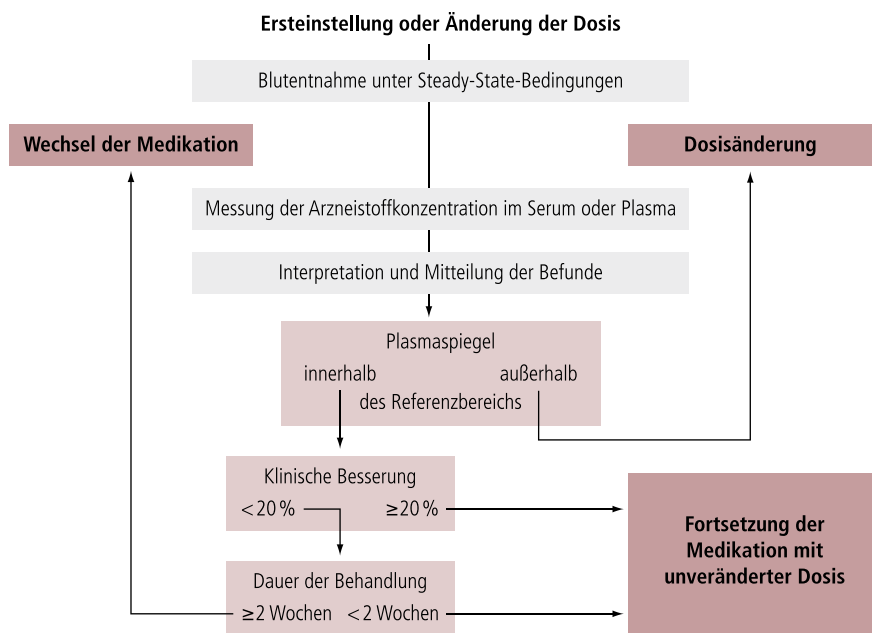 Ersteinstellung oder Änderung der Dosis
Blutentnahme unter Steady-State-Bedingungen
Wechsel der Medikation
Dosisänderung
Messung der Arzneistoffkonzentration im Serum oder Plasma
Interpretation und Mitteilung der Befunde
Plasmaspiegel
innerhalb außerhalb
des Referenzbereichs
Klinische Besserung
<20 % ≥20 %
Dauer der Behandlung
≥2 Wochen <2 Wochen
Fortsetzung der
Medikation mit
unveränderter Dosis